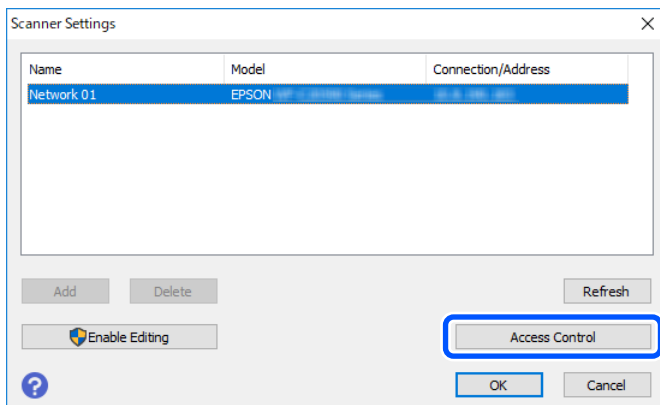 Scanner Settings
Name Model Connection/Address
Network 01 EPSON
Add Delete Refresh
Enable Editing Access Control
OK Cancel